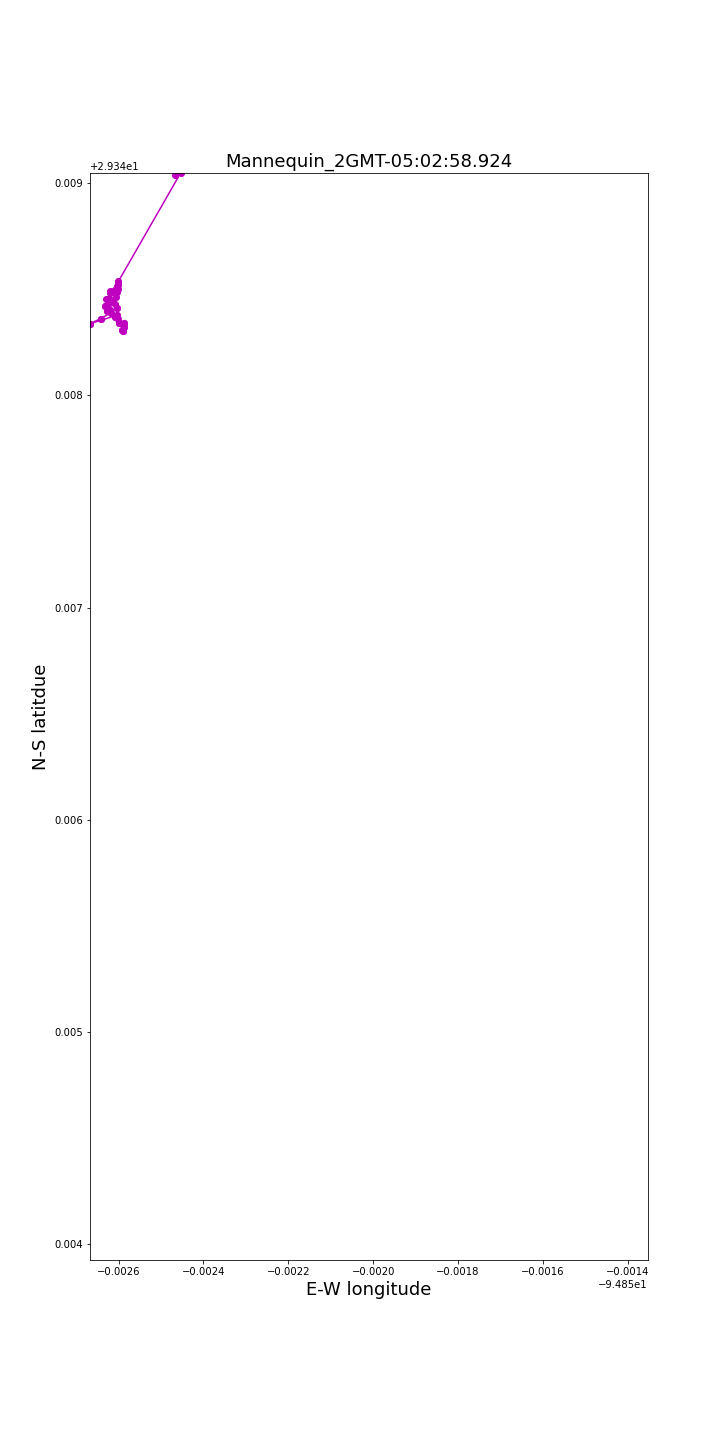 Mannequin_2GMT-05:02:58.924
+2.934e1
0.009
0.008
0.007
0.006
0.005
0.004
N-S latitdue
−0.0026 −0.0024 −0.0022 −0.0020 −0.0018 −0.0016 −0.0014
−9.485e1
E-W longitude